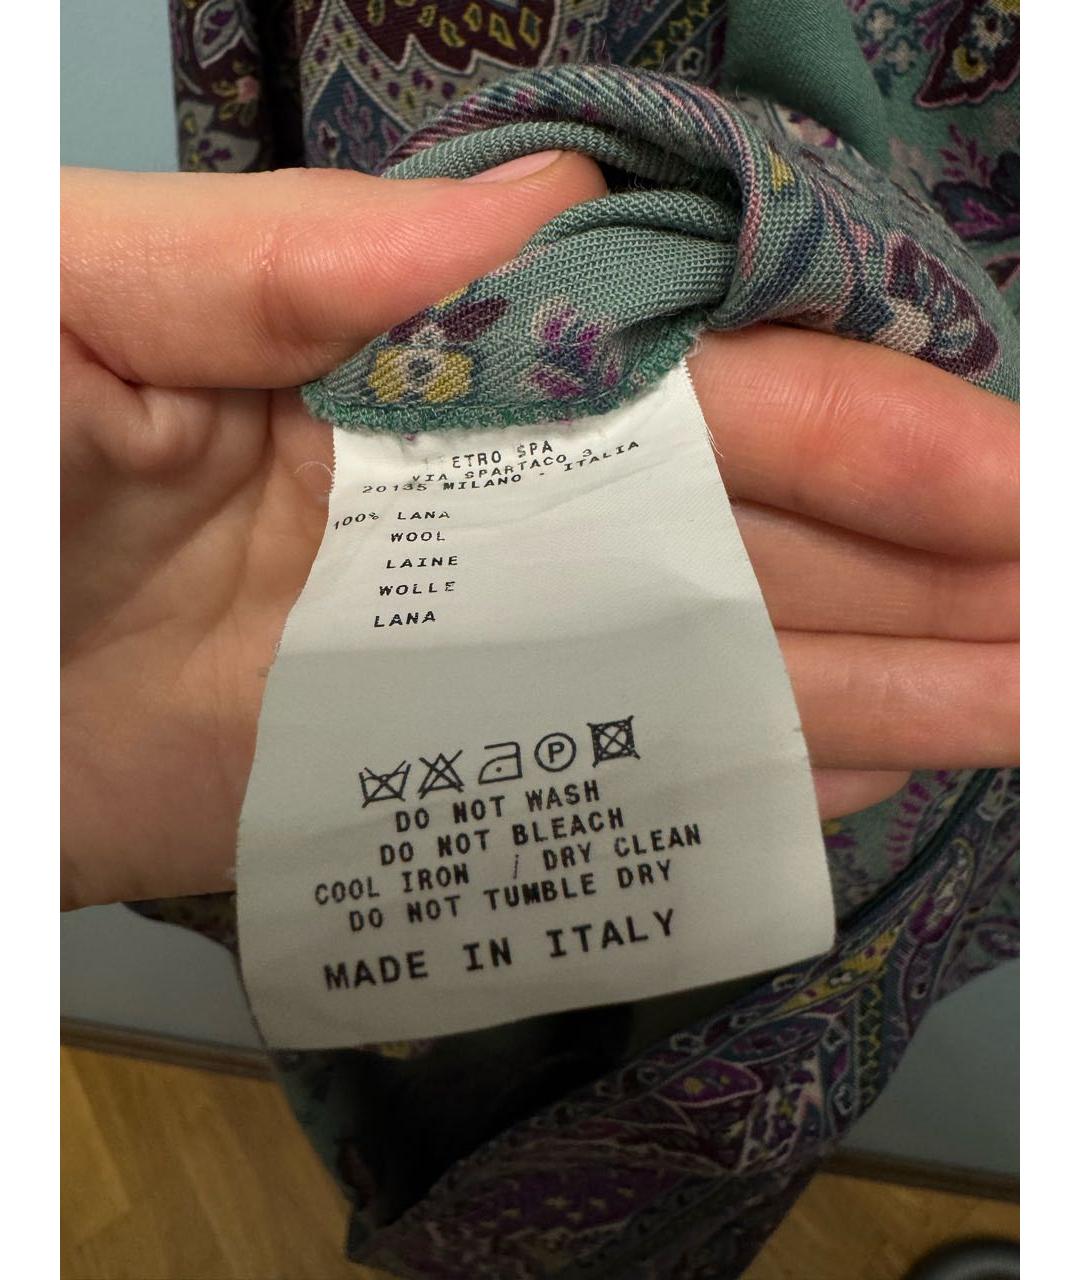 ETRO SPA
VIA SPARTACO 3
20135 MILANO - ITALIA
100% LANA
WOOL
LAINE
WOLLE
LANA
P
DO NOT WASH
DO NOT BLEACH
COOL IRON / DRY CLEAN
DO NOT TUMBLE DRY
MADE IN ITALY